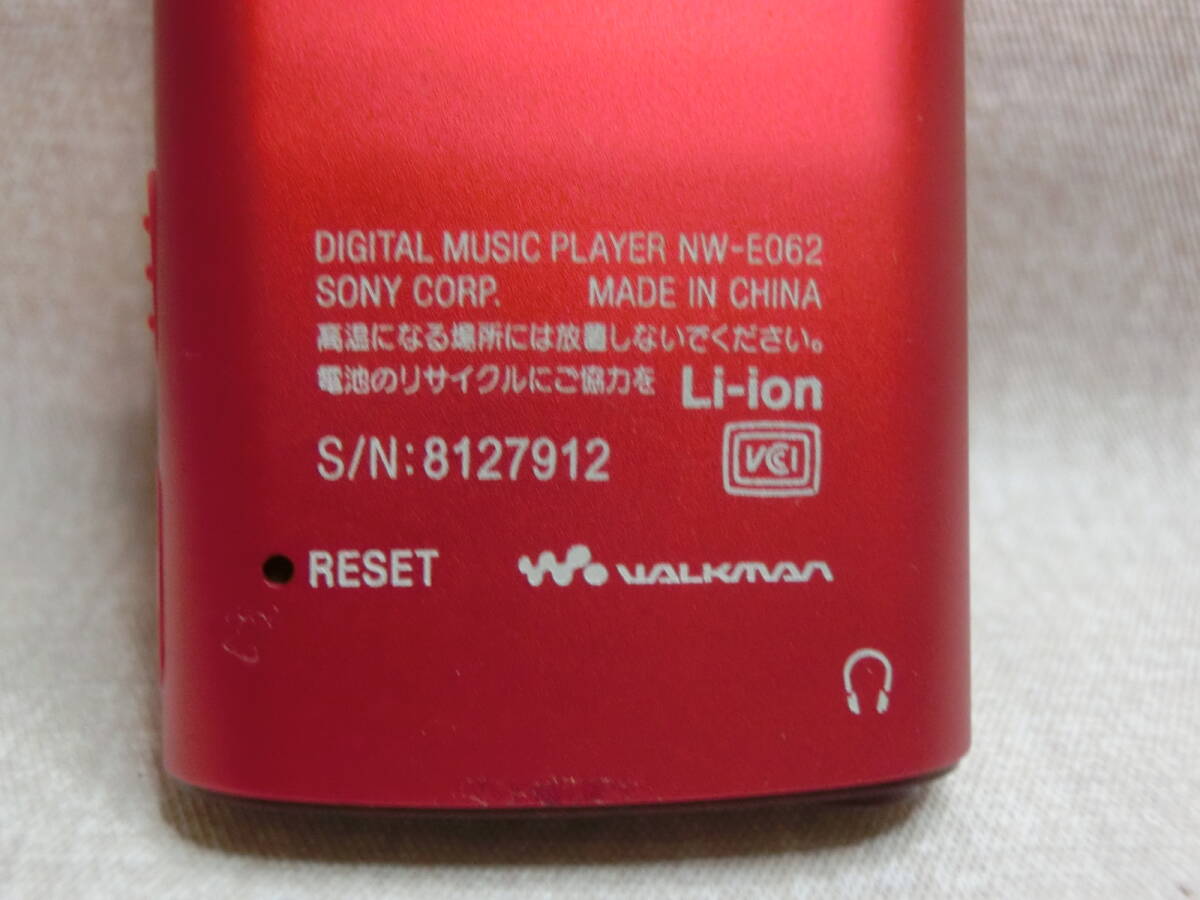 DIGITAL MUSIC PLAYER NW-E062
SONY CORP. MADE IN CHINA
高温になる場所には放置しないでください。
電池のリサイクルにご協力を Li-ion
S/N: 8127912 VCCI
RESET WALKMAN